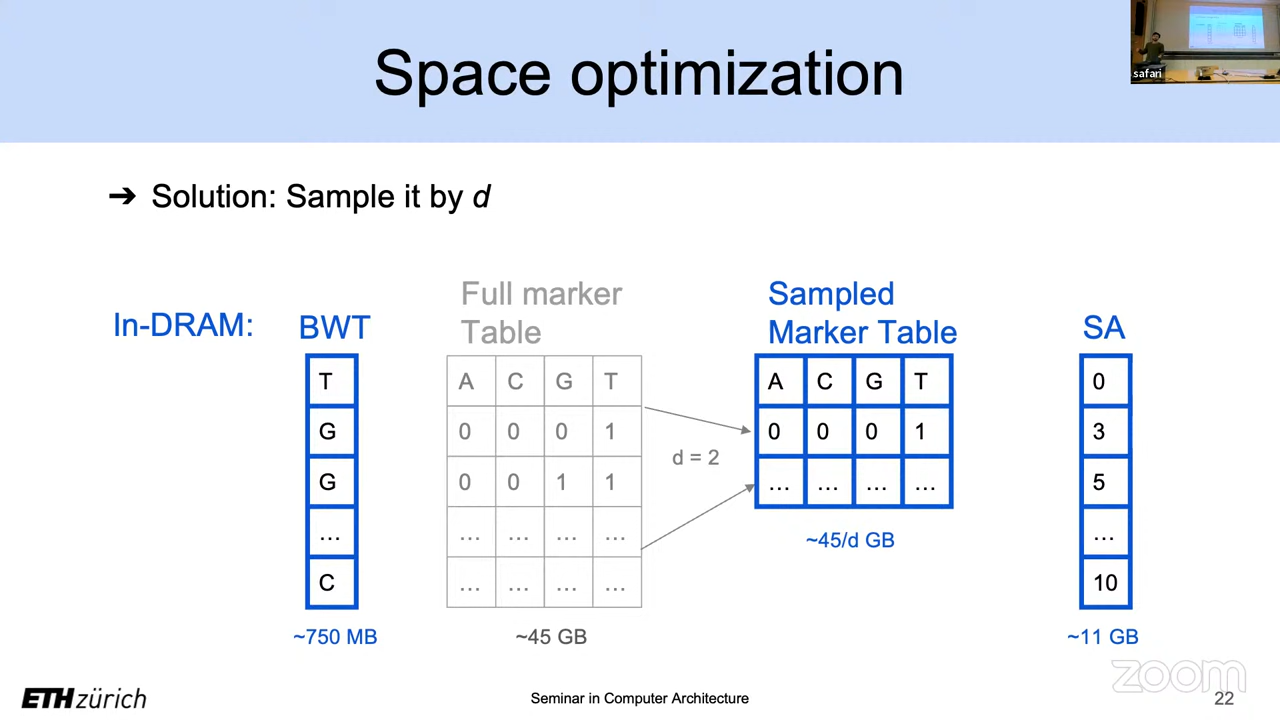 Space optimization
safari
➔ Solution: Sample it by d
In-DRAM:
BWT
T
G
G
...
C
~750 MB
Full marker
Table
A C G T
0 0 0 1
0 0 1 1
... ... ... ...
... ... ... ...
~45 GB
d = 2
Sampled
Marker Table
A C G T
0 0 0 1
... ... ... ...
~45/d GB
SA
0
3
5
...
10
~11 GB
zoom
ETH zürich
Seminar in Computer Architecture
22